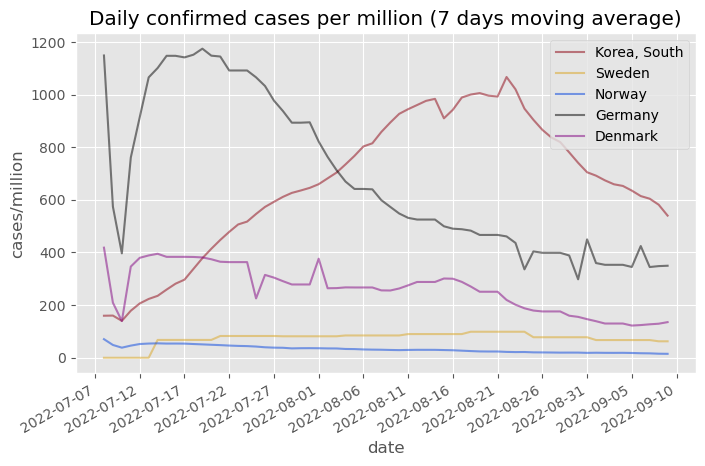 Daily confirmed cases per million (7 days moving average)
1200
1000
800
600
400
200
0
cases/million
Korea, South
Sweden
Norway
Germany
Denmark
2022-07-07
2022-07-12
2022-07-17
2022-07-22
2022-07-27
2022-08-01
2022-08-06
2022-08-11
2022-08-16
2022-08-21
2022-08-26
2022-08-31
2022-09-05
2022-09-10
date